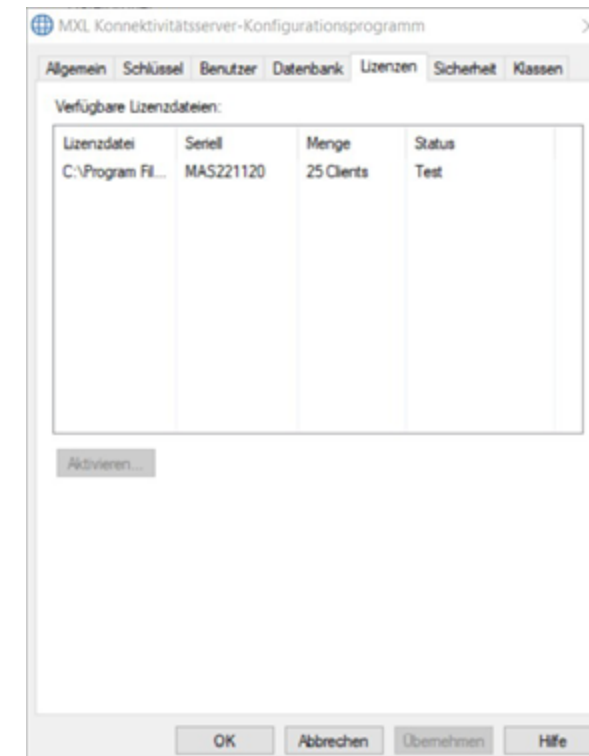 MXL Konnektivitätsserver-Konfigurationsprogramm
Allgemein Schlüssel Benutzer Datenbank Lizenzen Sicherheit Klassen
Verfügbare Lizenzdateien:
Lizenzdatei Seriell Menge Status
C:\Program Fil... MAS221120 25 Clients Test
Aktivieren...
OK Abbrechen Übernehmen Hilfe